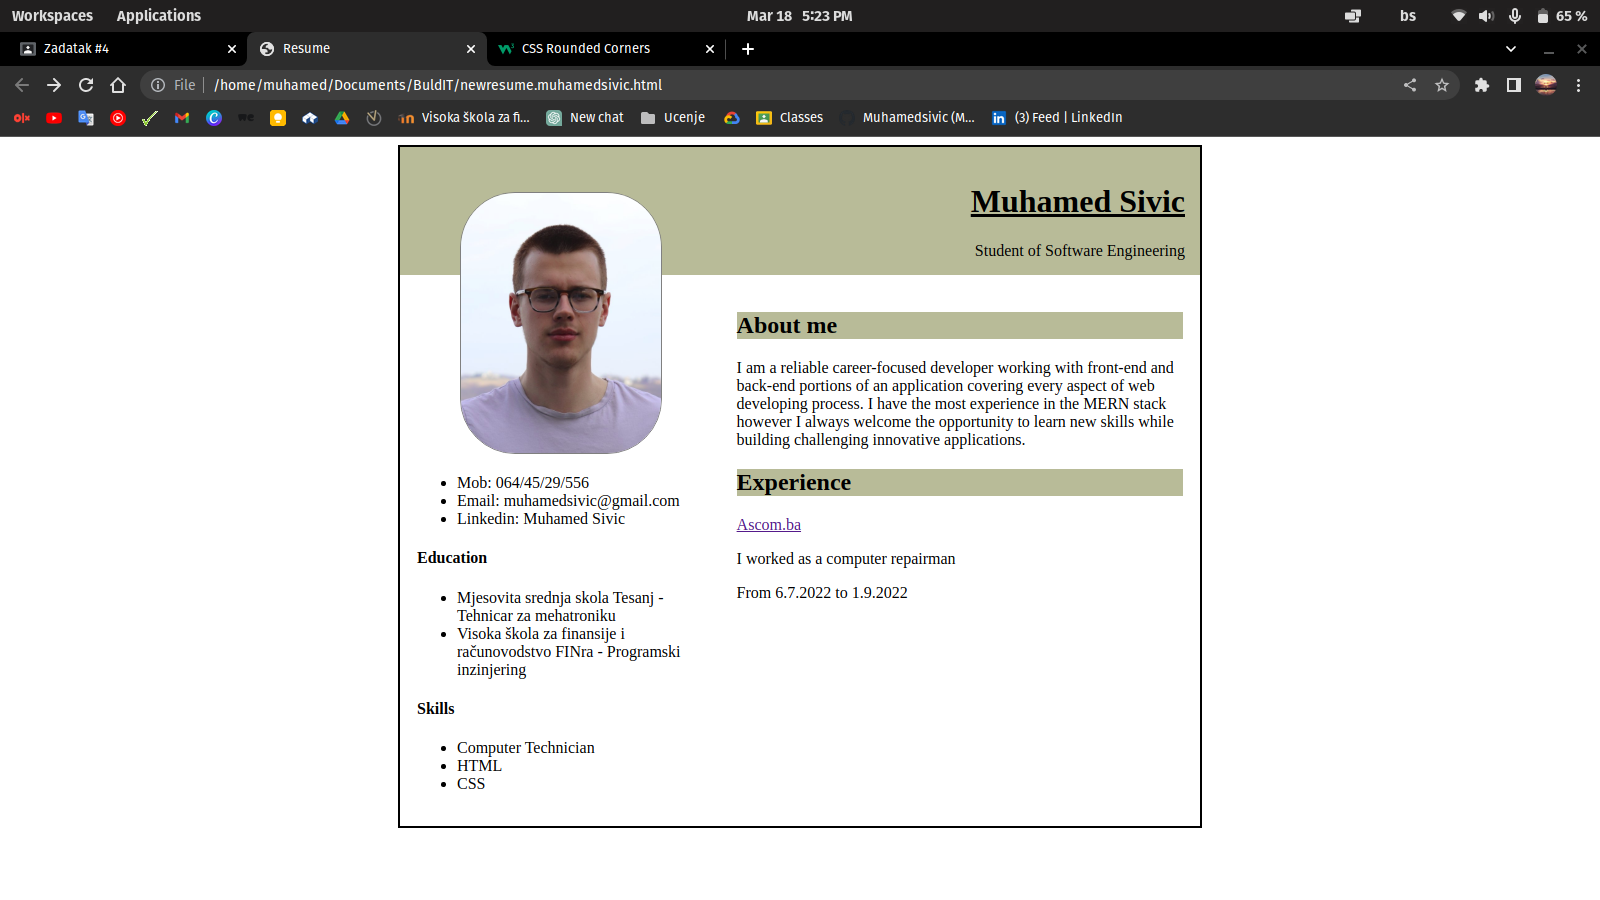 Workspaces Applications Mar 18 5:23 PM bs 65 %
Zadatak #4 Resume CSS Rounded Corners
File /home/muhamed/Documents/BuldIT/newresume.muhamedsivic.html
Visoka škola za fi... New chat Ucenje Classes Muhamedsivic (M... (3) Feed | LinkedIn
Muhamed Sivic
Student of Software Engineering
Mob: 064/45/29/556
Email: muhamedsivic@gmail.com
Linkedin: Muhamed Sivic
Education
Mjesovita srednja skola Tesanj -
Tehnicar za mehatroniku
Visoka škola za finansije i
računovodstvo FINra - Programski
inzinjering
Skills
Computer Technician
HTML
CSS
About me
I am a reliable career-focused developer working with front-end and
back-end portions of an application covering every aspect of web
developing process. I have the most experience in the MERN stack
however I always welcome the opportunity to learn new skills while
building challenging innovative applications.
Experience
Ascom.ba
I worked as a computer repairman
From 6.7.2022 to 1.9.2022